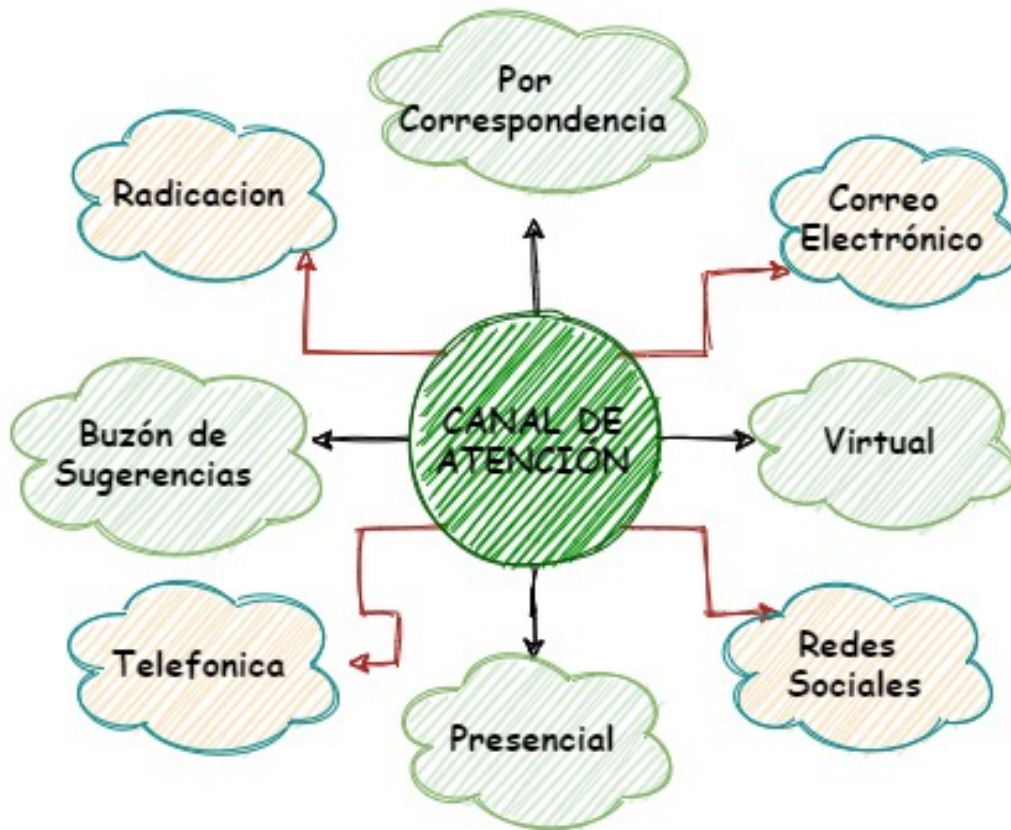 Por
Correspondencia
Radicacion
Correo
Electrónico
CANAL DE
ATENCIÓN
Buzón de
Sugerencias
Virtual
Telefonica
Redes
Sociales
Presencial